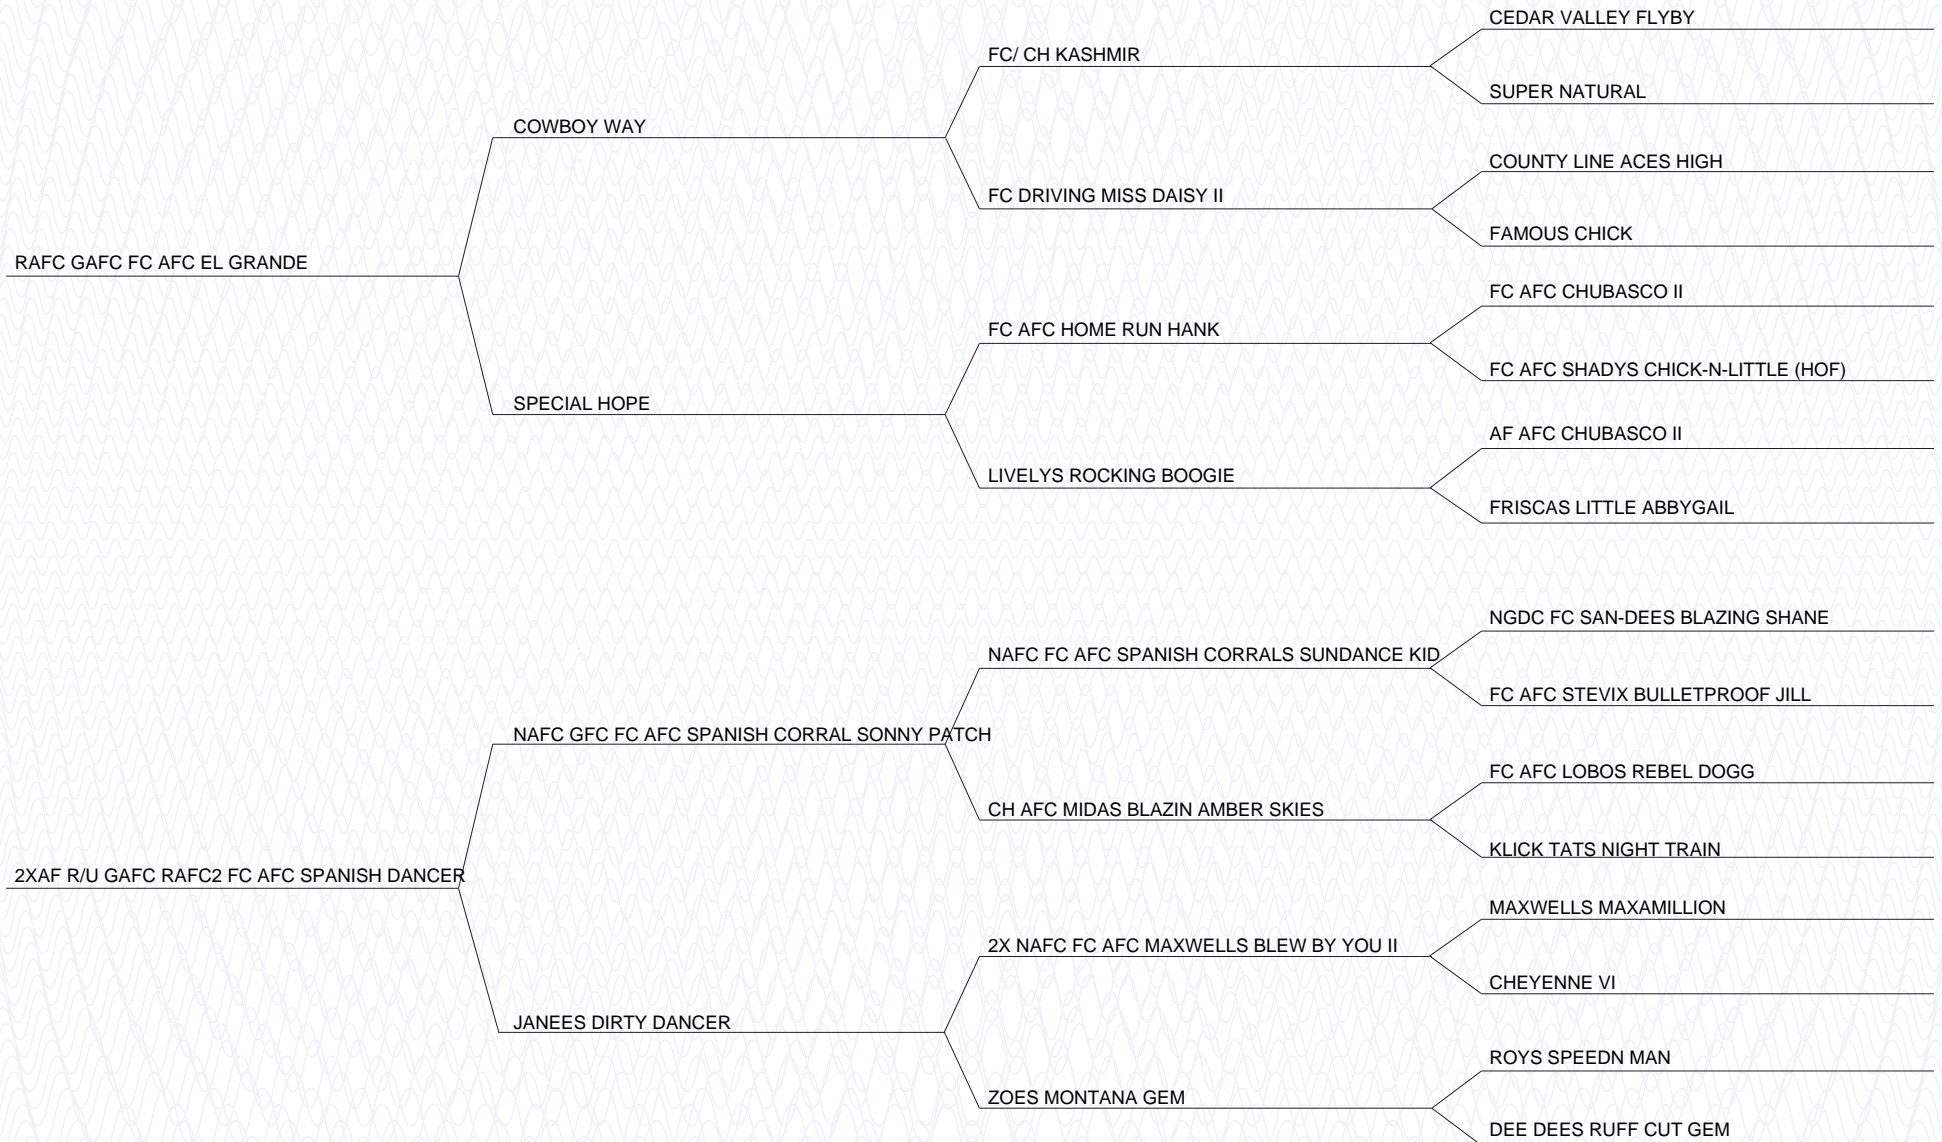 CEDAR VALLEY FLYBY
FC/ CH KASHMIR
SUPER NATURAL
COWBOY WAY
COUNTY LINE ACES HIGH
FC DRIVING MISS DAISY II
FAMOUS CHICK
RAFC GAFC FC AFC EL GRANDE
FC AFC CHUBASCO II
FC AFC HOME RUN HANK
FC AFC SHADYS CHICK-N-LITTLE (HOF)
SPECIAL HOPE
AF AFC CHUBASCO II
LIVELYS ROCKING BOOGIE
FRISCAS LITTLE ABBYGAIL
NGDC FC SAN-DEES BLAZING SHANE
NAFC FC AFC SPANISH CORRALS SUNDANCE KID
FC AFC STEVIX BULLETPROOF JILL
NAFC GFC FC AFC SPANISH CORRAL SONNY PATCH
FC AFC LOBOS REBEL DOGG
CH AFC MIDAS BLAZIN AMBER SKIES
KLICK TATS NIGHT TRAIN
2XAF R/U GAFC RAFC2 FC AFC SPANISH DANCER
MAXWELLS MAXAMILLION
2X NAFC FC AFC MAXWELLS BLEW BY YOU II
CHEYENNE VI
JANEES DIRTY DANCER
ROYS SPEEDN MAN
ZOES MONTANA GEM
DEE DEES RUFF CUT GEM